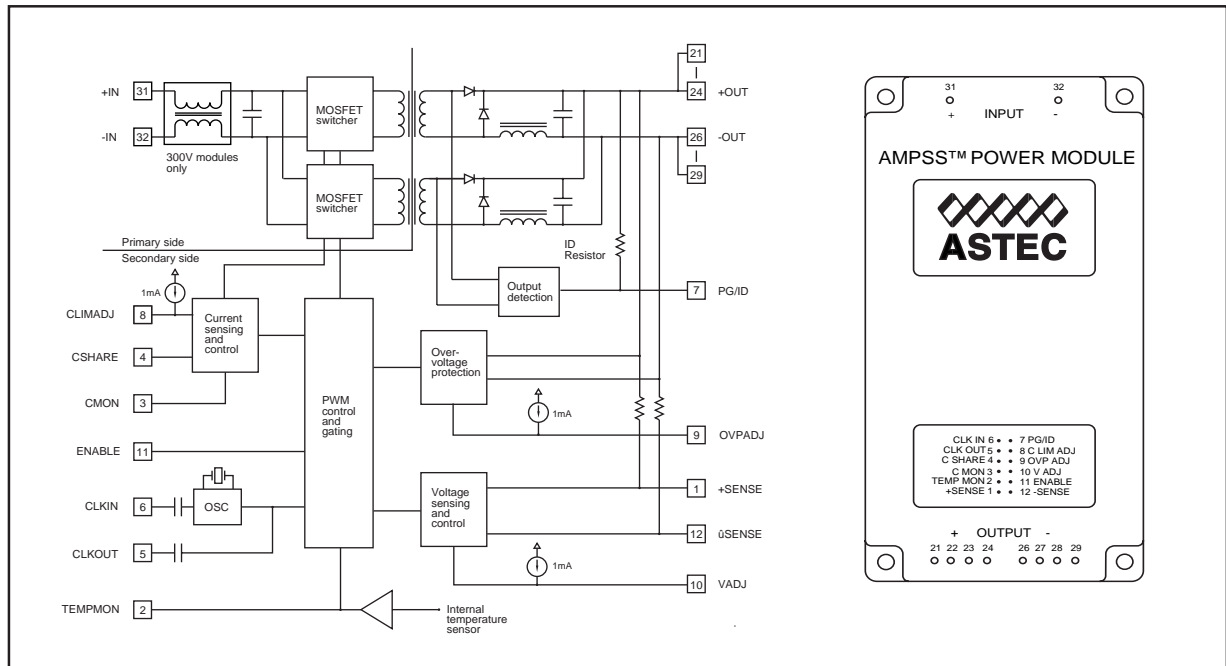 +IN
31
-IN
32
300V modules
only
MOSFET
switcher
MOSFET
switcher
21
24
+OUT
26
-OUT
29
Primary side
Secondary side
ID
Resistor
1mA
CLIMADJ
8
Current
sensing
and
control
CSHARE
4
CMON
3
Output
detection
7
PG/ID
Over-
voltage
protection
PWM
control
and
gating
1mA
9
OVPADJ
ENABLE
11
CLKIN
6
OSC
CLKOUT
5
Voltage
sensing
and
control
1
+SENSE
12
ûSENSE
1mA
10
VADJ
TEMPMON
2
Internal
temperature
sensor
31
32
+
INPUT
-
AMPSS™ POWER MODULE
ASTEC
CLK IN 6 • • 7 PG/ID
CLK OUT 5 • • 8 C LIM ADJ
C SHARE 4 • • 9 OVP ADJ
C MON 3 • • 10 V ADJ
TEMP MON 2 • • 11 ENABLE
+SENSE 1 • • 12 -SENSE
+ OUTPUT -
21 22 23 24 26 27 28 29